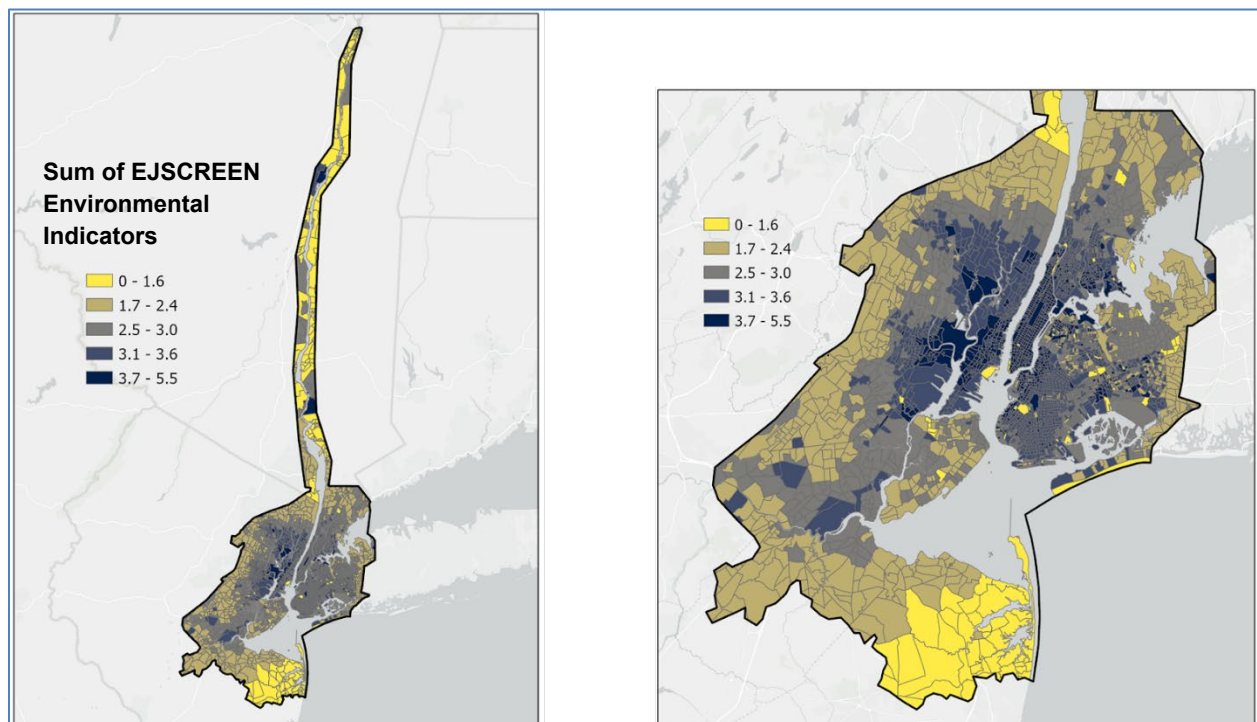 Sum of EJSCREEN
Environmental
Indicators
0 - 1.6
1.7 - 2.4
2.5 - 3.0
3.1 - 3.6
3.7 - 5.5
0 - 1.6
1.7 - 2.4
2.5 - 3.0
3.1 - 3.6
3.7 - 5.5